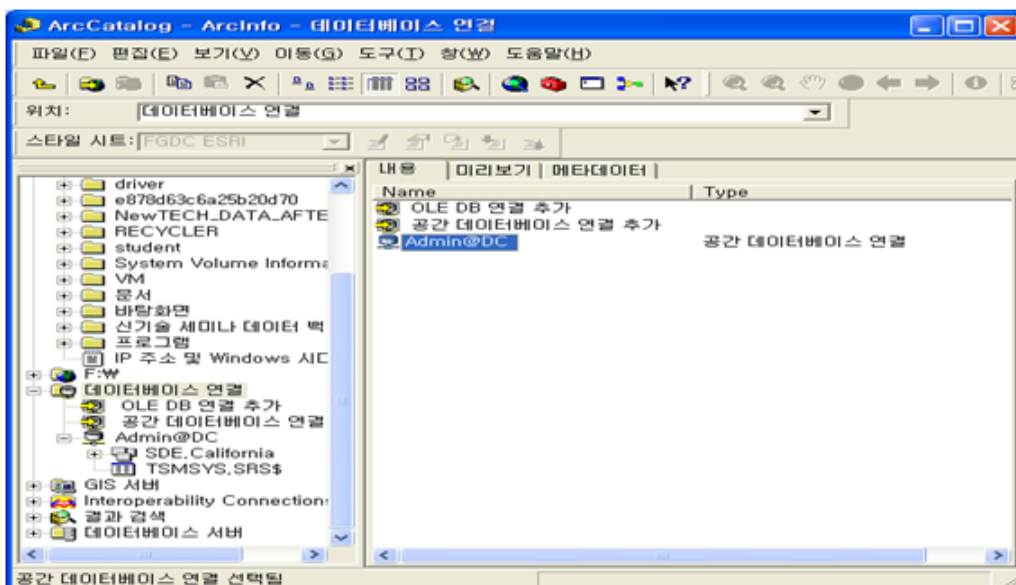 ArcCatalog - ArcInfo - 데이터베이스 연결
파일(F) 편집(E) 보기(V) 이동(G) 도구(T) 창(W) 도움말(H)
위치: 데이터베이스 연결
스타일 시트: FGDC ESRI
driver
e878d63c6a25b20d70
NewTECH_DATA_AFTE
RECYCLER
student
System Volume Informa
VM
문서
바탕화면
신기술 세미나 데이터 백
프로그램
IP 주소 및 Windows 시디
F:₩
데이터베이스 연결
OLE DB 연결 추가
공간 데이터베이스 연결
Admin@DC
SDE.California
TSMSYS.SRS$
GIS 서버
Interoperability Connection
결과 검색
데이터베이스 서버
내용 미리보기 메타데이터
Name Type
OLE DB 연결 추가
공간 데이터베이스 연결 추가
Admin@DC 공간 데이터베이스 연결
공간 데이터베이스 연결 선택됨